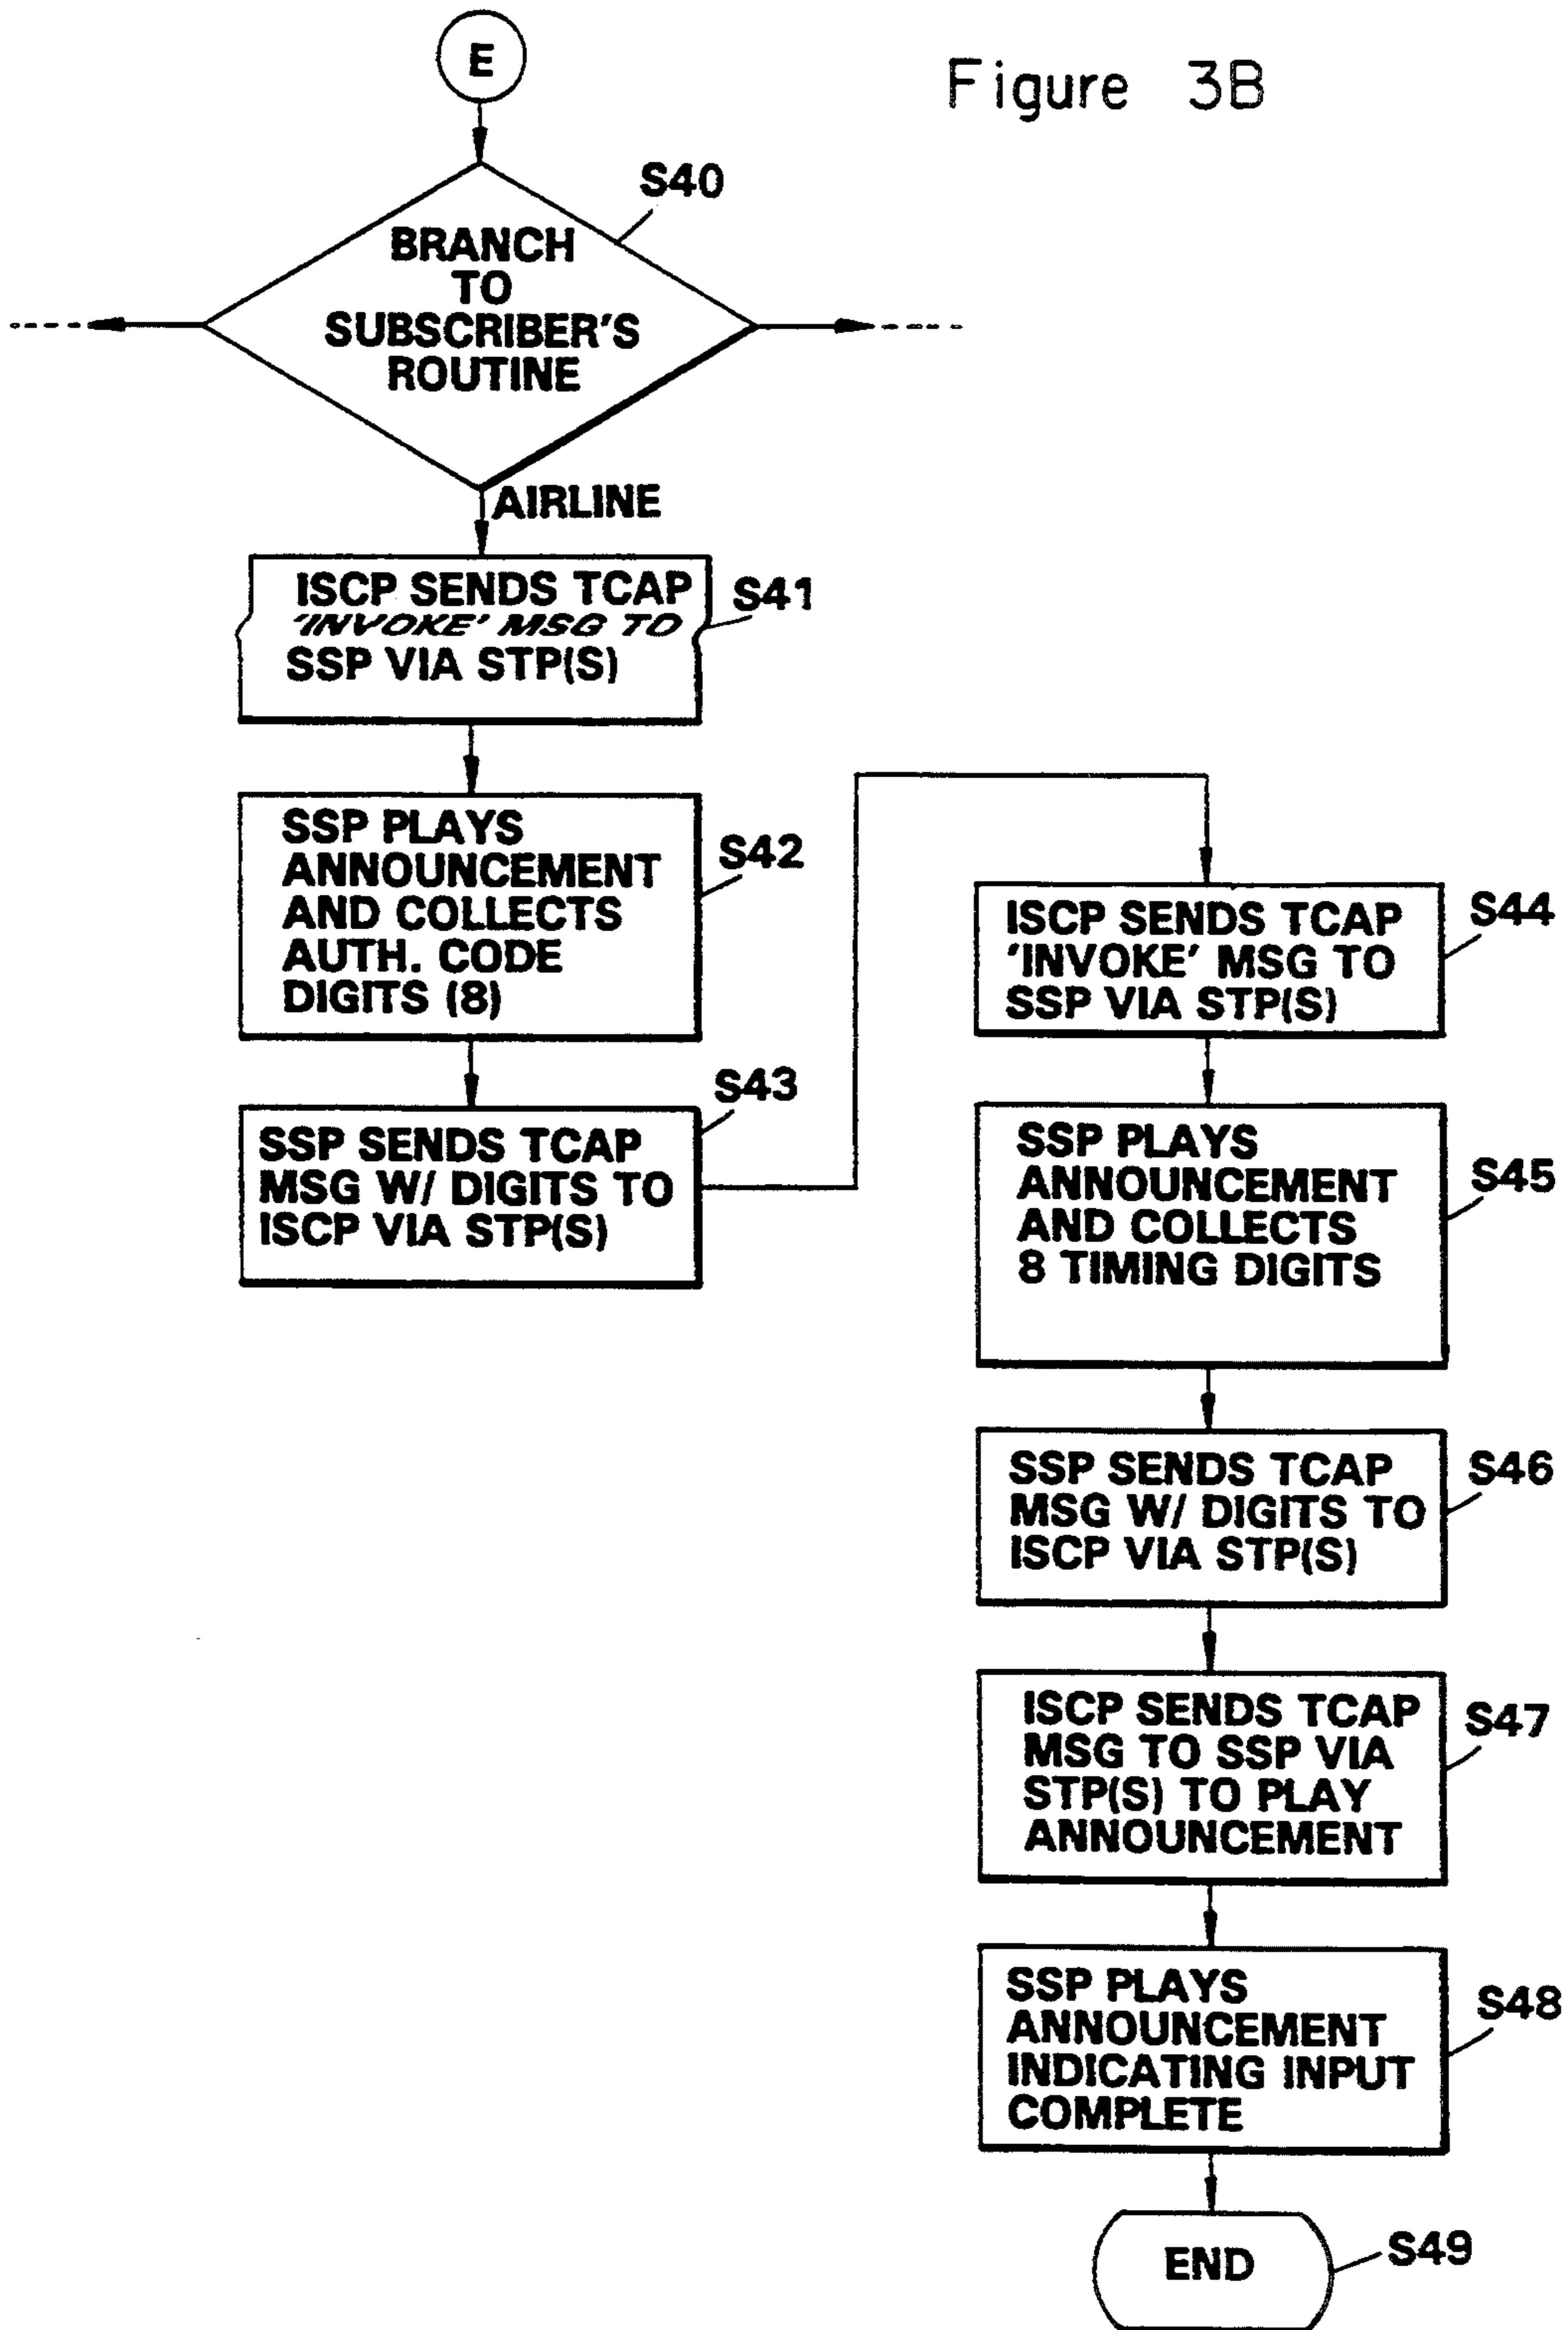 E
Figure 3B
S40
BRANCH
TO
SUBSCRIBER'S
ROUTINE
AIRLINE
ISCP SENDS TCAP
'INVOKE' MSG TO
SSP VIA STP(S)
S41
SSP PLAYS
ANNOUNCEMENT
AND COLLECTS
AUTH. CODE
DIGITS (8)
S42
SSP SENDS TCAP
MSG W/ DIGITS TO
ISCP VIA STP(S)
S43
ISCP SENDS TCAP
'INVOKE' MSG TO
SSP VIA STP(S)
S44
SSP PLAYS
ANNOUNCEMENT
AND COLLECTS
8 TIMING DIGITS
S45
SSP SENDS TCAP
MSG W/ DIGITS TO
ISCP VIA STP(S)
S46
ISCP SENDS TCAP
MSG TO SSP VIA
STP(S) TO PLAY
ANNOUNCEMENT
S47
SSP PLAYS
ANNOUNCEMENT
INDICATING INPUT
COMPLETE
S48
END
S49